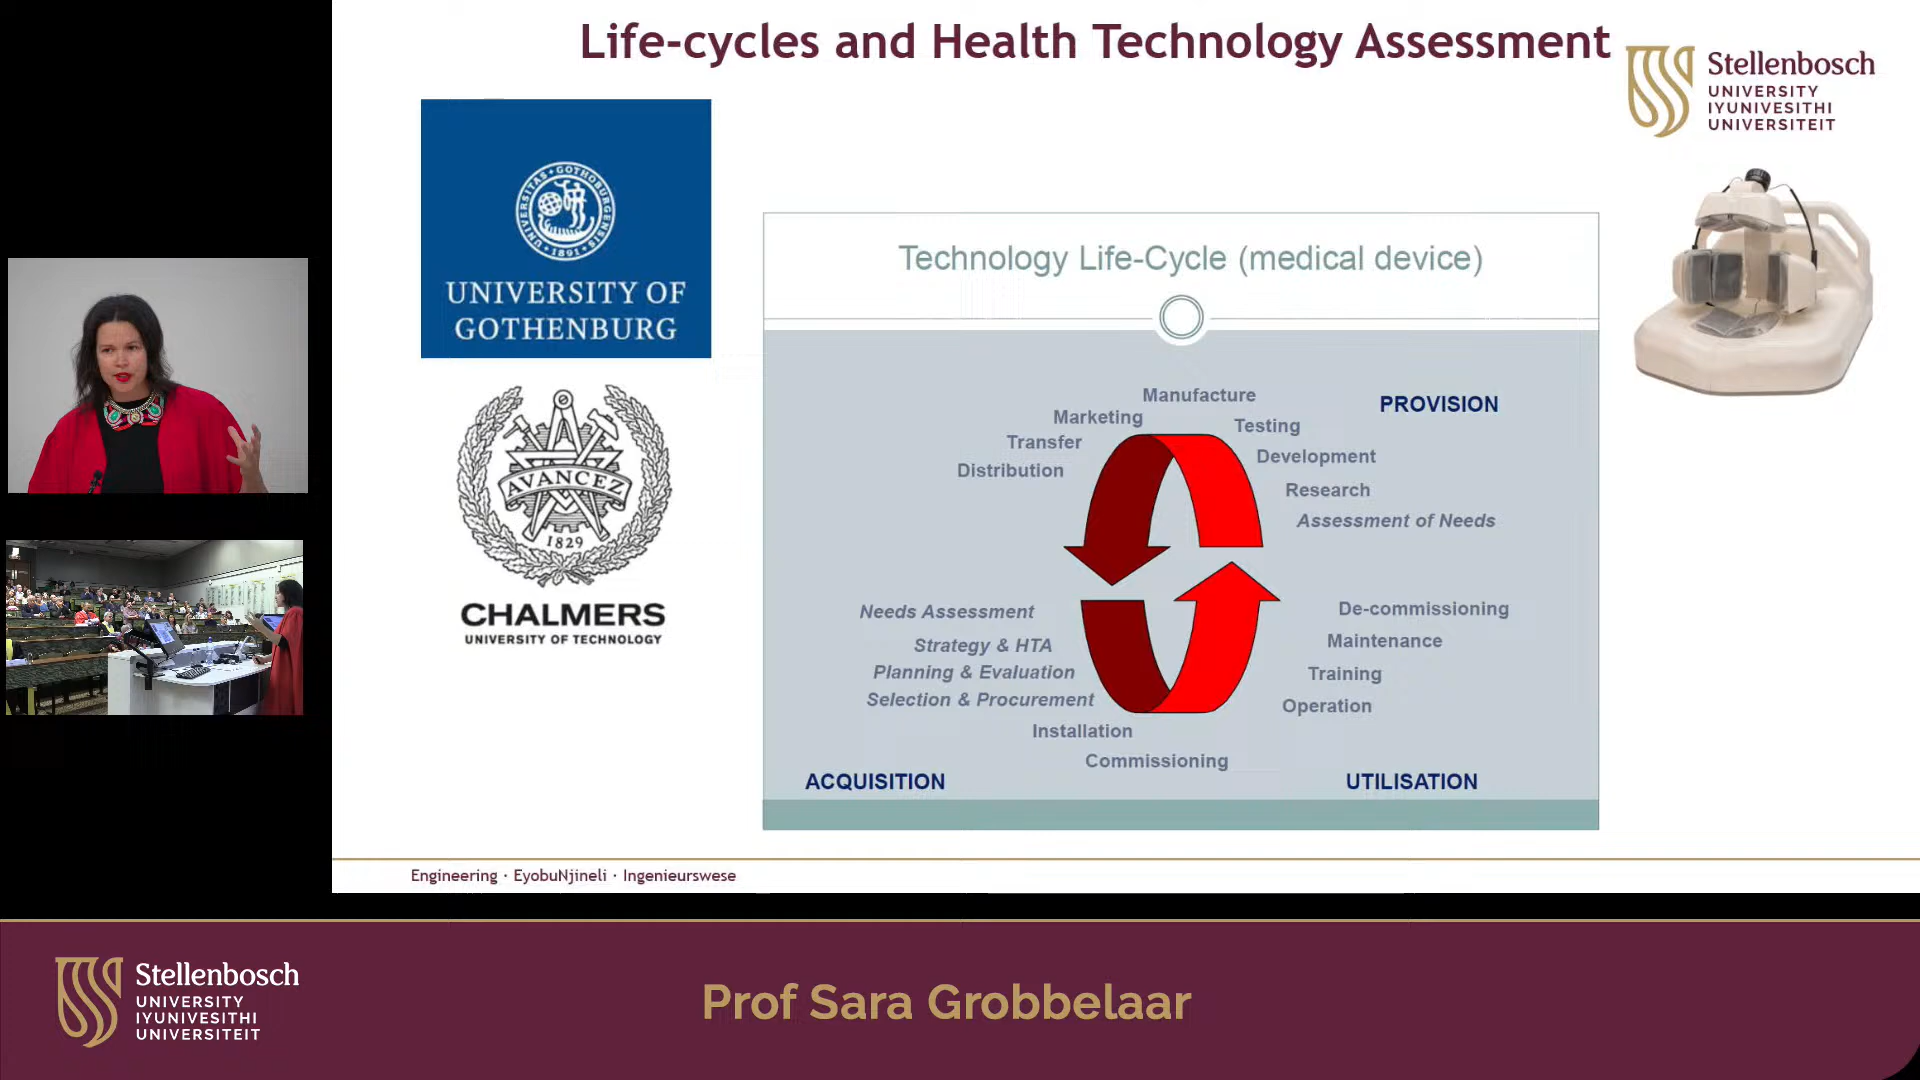 Life-cycles and Health Technology Assessment
Stellenbosch
UNIVERSITY
IYUNIVESITHI
UNIVERSITEIT
UNIVERSITAS · GOTHOBURGENSIS
· 1891 ·
UNIVERSITY OF
GOTHENBURG
AVANCEZ
1829
CHALMERS
UNIVERSITY OF TECHNOLOGY
Technology Life-Cycle (medical device)
PROVISION
Manufacture
Marketing
Testing
Transfer
Development
Distribution
Research
Assessment of Needs
Needs Assessment
De-commissioning
Strategy & HTA
Maintenance
Planning & Evaluation
Training
Selection & Procurement
Operation
Installation
Commissioning
ACQUISITION
UTILISATION
Engineering · EyobuNjineli · Ingenieurswese
Stellenbosch
UNIVERSITY
IYUNIVESITHI
UNIVERSITEIT
Prof Sara Grobbelaar